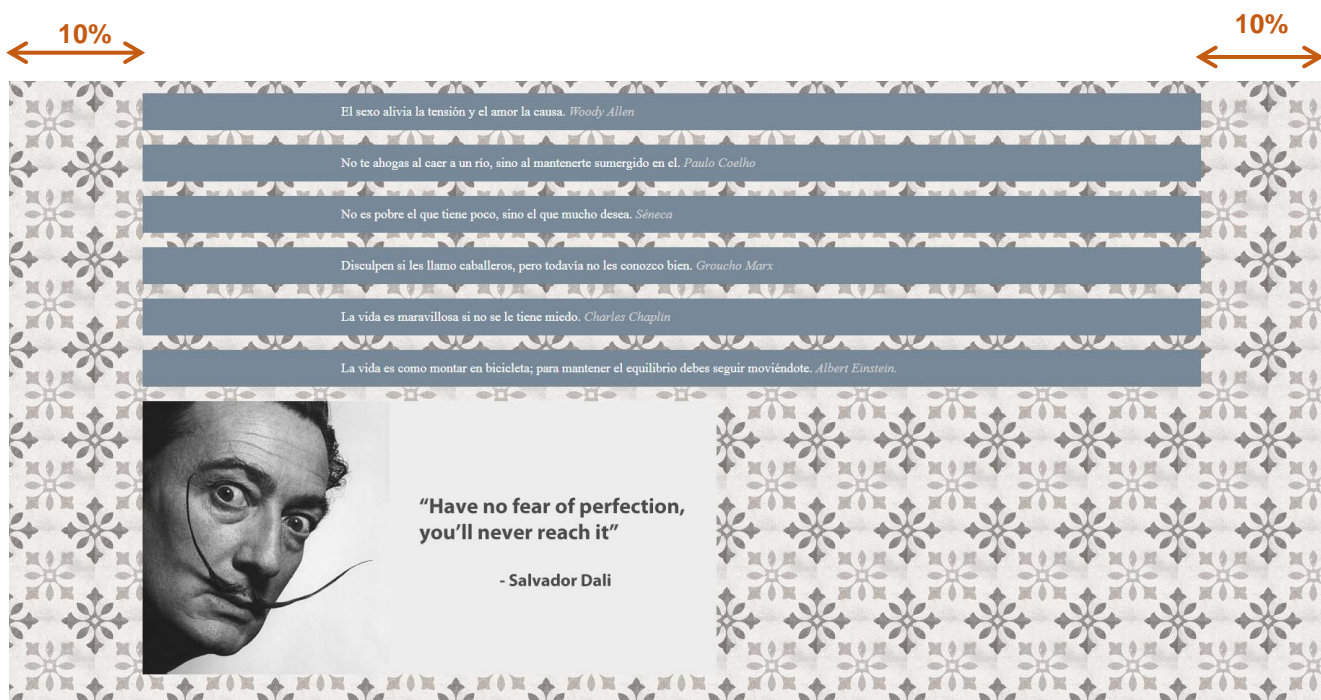 10%
10%
El sexo alivia la tensión y el amor la causa. Woody Allen
No te ahogas al caer a un río, sino al mantenerte sumergido en el. Paulo Coelho
No es pobre el que tiene poco, sino el que mucho desea. Séneca
Disculpen si les llamo caballeros, pero todavía no les conozco bien. Groucho Marx
La vida es maravillosa si no se le tiene miedo. Charles Chaplin
La vida es como montar en bicicleta; para mantener el equilibrio debes seguir moviéndote. Albert Einstein.
“Have no fear of perfection,
you’ll never reach it”
- Salvador Dali